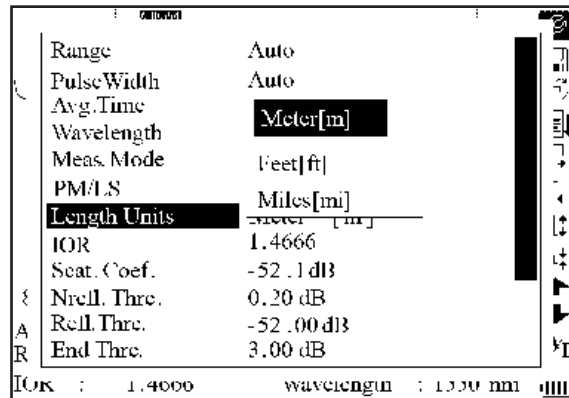 Range Auto
PulseWidth Auto
Avg.Time
Wavelength Meter[m]
Meas. Mode Feet[ft]
PM/LS Miles[mi]
Length Units Meter [m]
IOR 1.4666
Scat. Coef. -52.1dB
Nrefl. Thre. 0.20 dB
Refl.Thre. -52.00dB
End Thre. 3.00 dB
A
R
IOR : 1.4666 Wavelength : 1550 nm